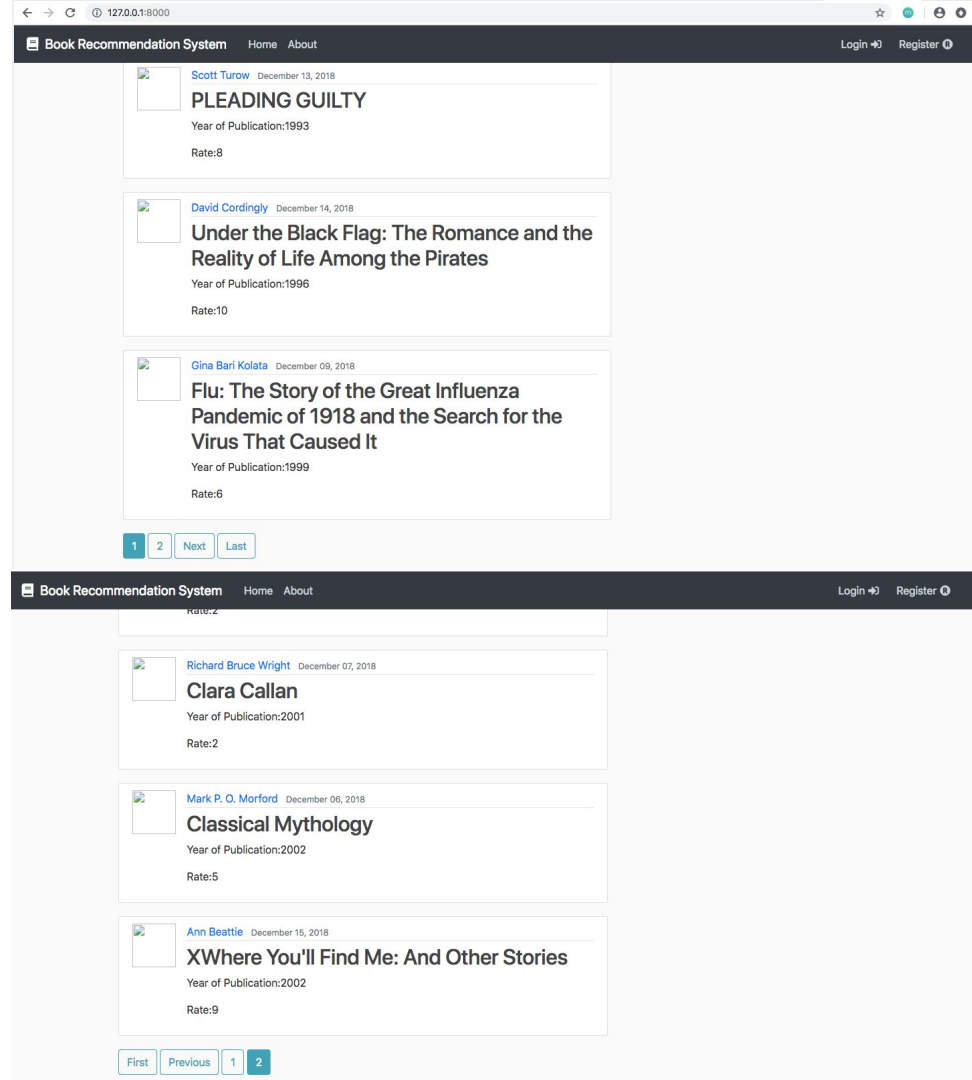 127.0.0.1:8000
Book Recommendation System Home About Login Register
Scott Turow December 13, 2018
PLEADING GUILTY
Year of Publication:1993
Rate:8
David Cordingly December 14, 2018
Under the Black Flag: The Romance and the
Reality of Life Among the Pirates
Year of Publication:1996
Rate:10
Gina Bari Kolata December 09, 2018
Flu: The Story of the Great Influenza
Pandemic of 1918 and the Search for the
Virus That Caused It
Year of Publication:1999
Rate:6
1 2 Next Last
Book Recommendation System Home About Login Register
Rate:2
Richard Bruce Wright December 07, 2018
Clara Callan
Year of Publication:2001
Rate:2
Mark P. O. Morford December 06, 2018
Classical Mythology
Year of Publication:2002
Rate:5
Ann Beattie December 15, 2018
XWhere You'll Find Me: And Other Stories
Year of Publication:2002
Rate:9
First Previous 1 2